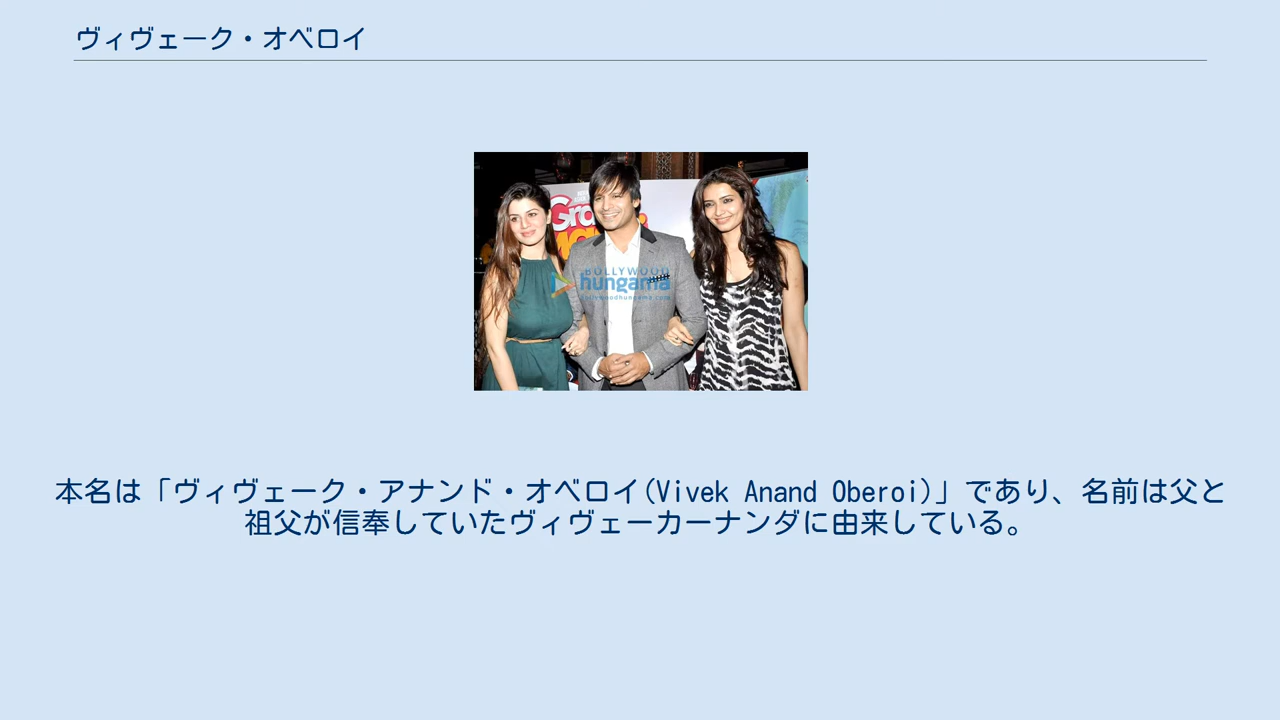 ヴィヴェーク・オベロイ
Gra
BOLLYWOOD
hungama
bollywoodhungama.com
本名は「ヴィヴェーク・アナンド・オベロイ(Vivek Anand Oberoi)」であり、名前は父と
祖父が信奉していたヴィヴェーカーナンダに由来している。